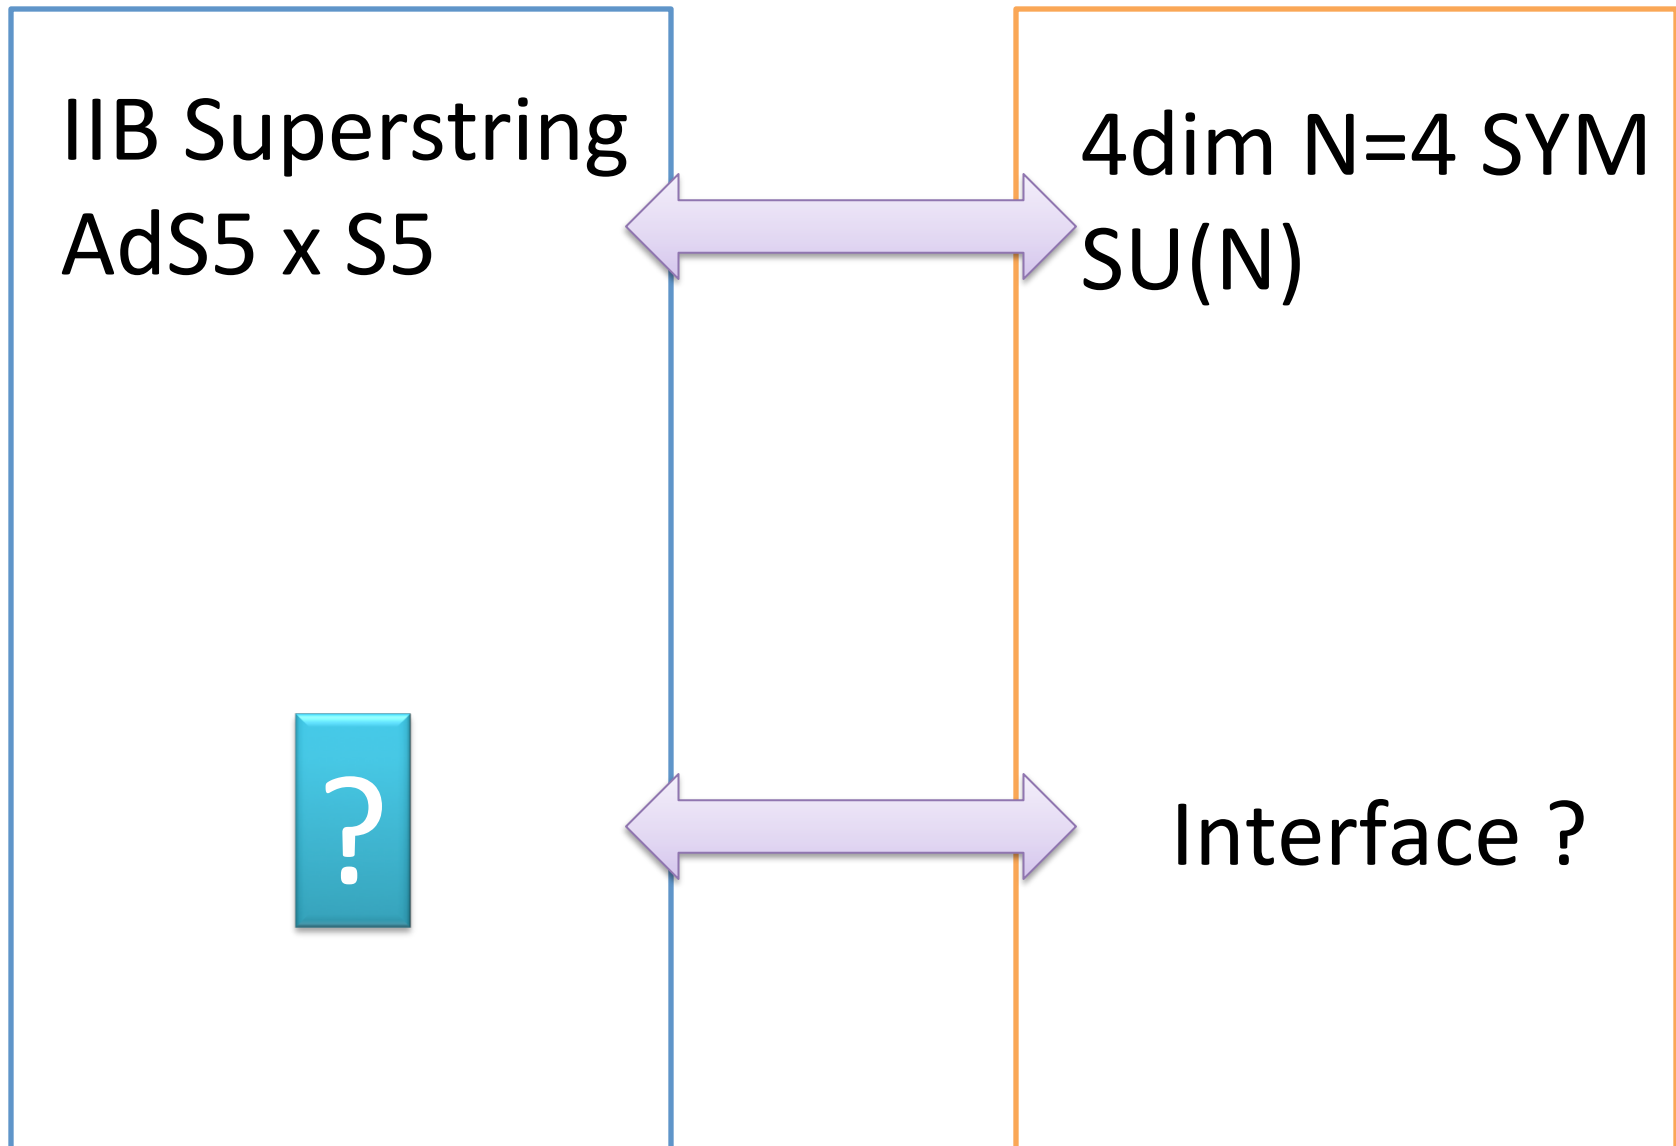 IIB Superstring
AdS5 x S5
4dim N=4 SYM
SU(N)
?
Interface ?